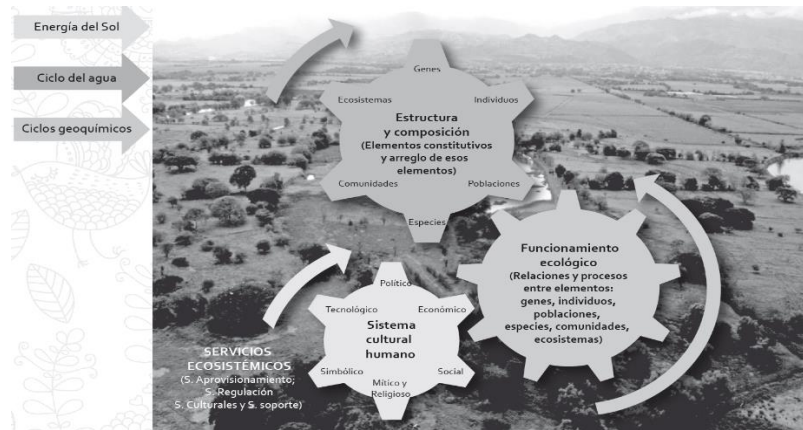 Energía del Sol
Ciclo del agua
Ciclos geoquímicos
Genes
Ecosistemas
Individuos
Estructura
y composición
(Elementos constitutivos
y arreglo de esos
elementos)
Comunidades
Poblaciones
Especies
Funcionamiento
ecológico
(Relaciones y procesos
entre elementos:
genes, individuos,
poblaciones,
especies, comunidades,
ecosistemas)
Político
Tecnológico
Económico
Sistema
cultural
humano
Simbólico
Social
Mítico y
Religioso
SERVICIOS
ECOSISTÉMICOS
(S. Aprovisionamiento;
S. Regulación
S. Culturales y S. soporte)